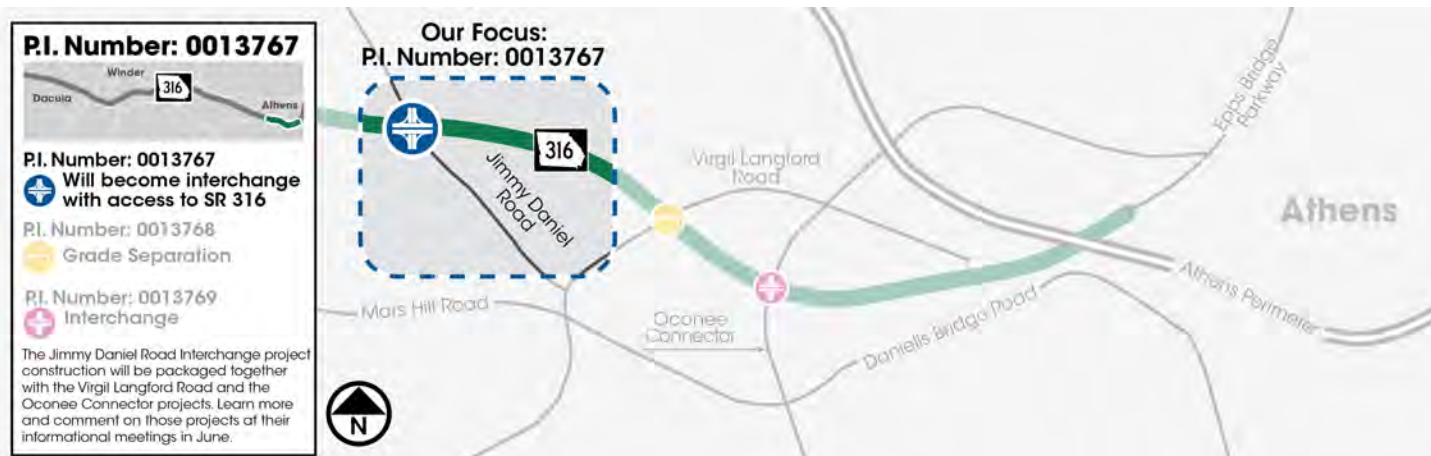 P.I. Number: 0013767
Winder
316
Dacula
Athens
P.I. Number: 0013767
Will become interchange
with access to SR 316
P.I. Number: 0013768
Grade Separation
P.I. Number: 0013769
Interchange
The Jimmy Daniel Road Interchange project
construction will be packaged together
with the Virgil Langford Road and the
Oconee Connector projects. Learn more
and comment on those projects at their
informational meetings in June.
Our Focus:
P.I. Number: 0013767
316
Jimmy Daniel
Road
Virgil Langford
Road
Epps Bridge
Parkway
Athens
Mars Hill Road
Oconee
Connector
Daniells Bridge Road
Athens Perimeter
N